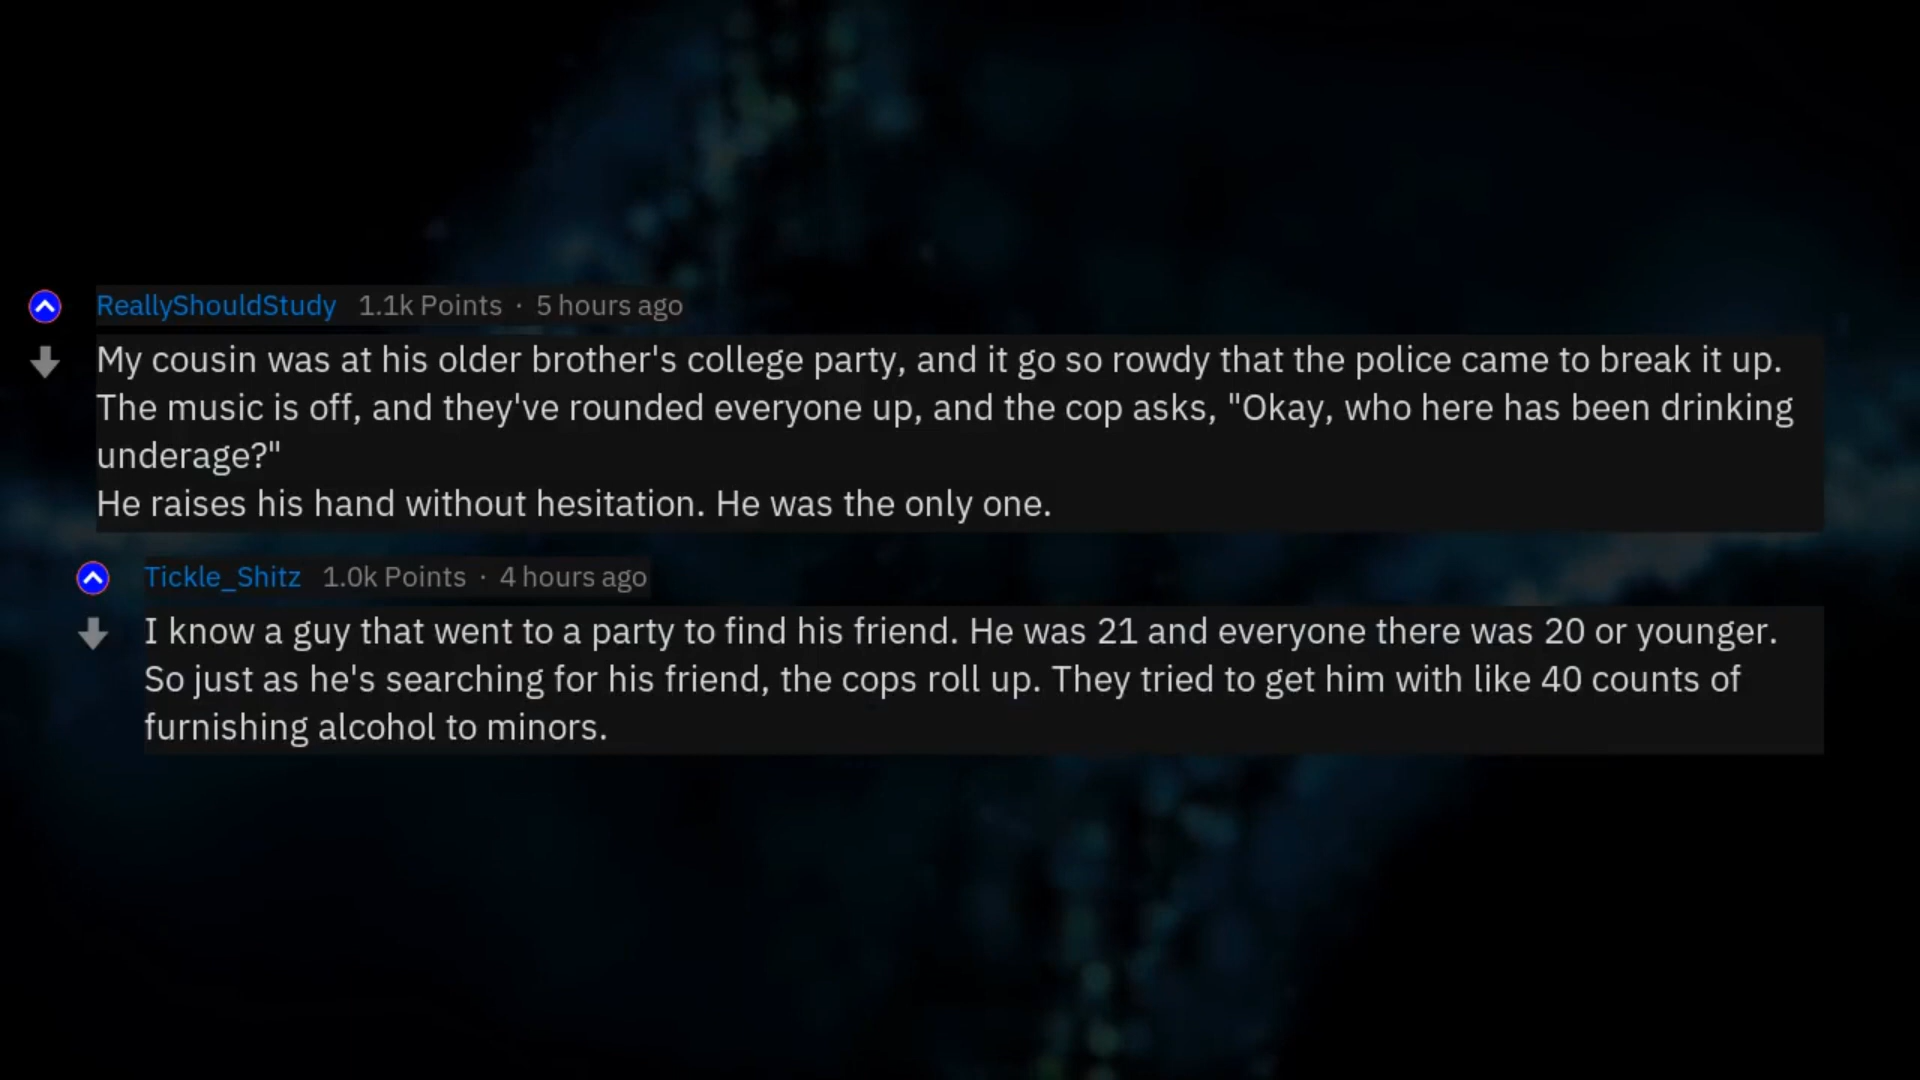 ReallyShouldStudy 1.1k Points · 5 hours ago
My cousin was at his older brother's college party, and it go so rowdy that the police came to break it up.
The music is off, and they've rounded everyone up, and the cop asks, "Okay, who here has been drinking
underage?"
He raises his hand without hesitation. He was the only one.
Tickle_Shitz 1.0k Points · 4 hours ago
I know a guy that went to a party to find his friend. He was 21 and everyone there was 20 or younger.
So just as he's searching for his friend, the cops roll up. They tried to get him with like 40 counts of
furnishing alcohol to minors.